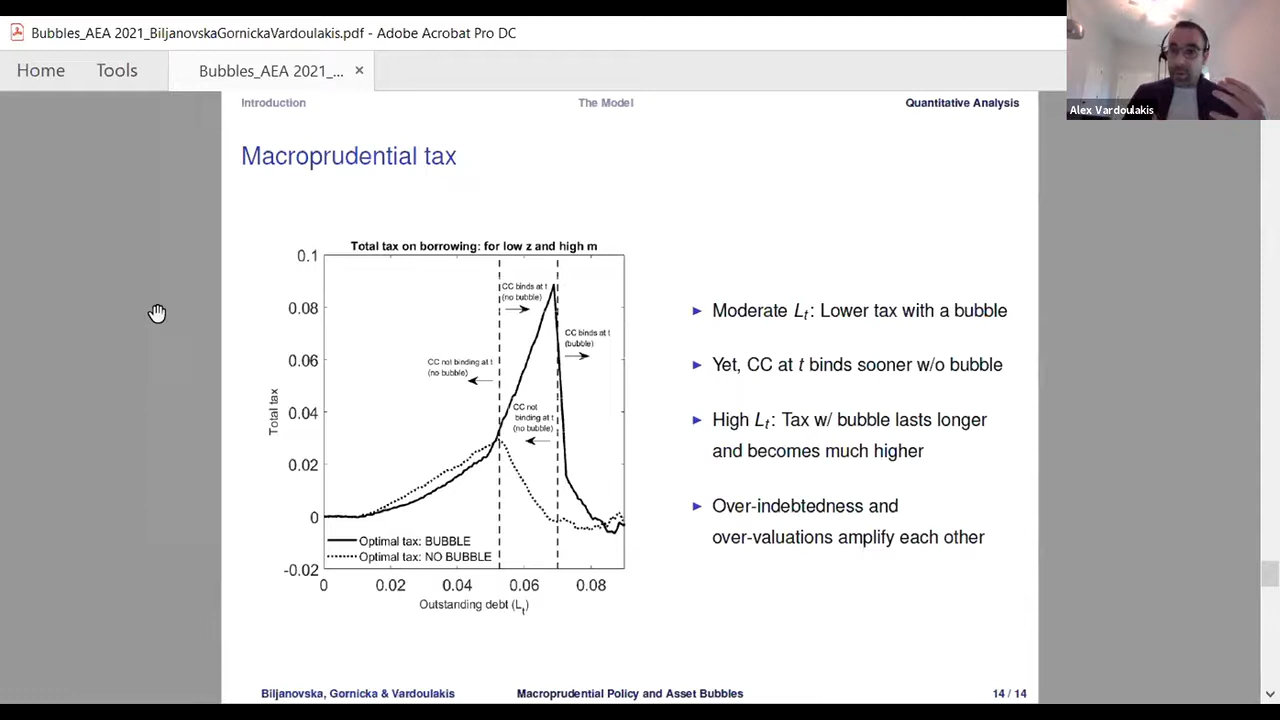 Bubbles_AEA 2021_BiljanovskaGornickaVardoulakis.pdf - Adobe Acrobat Pro DC
Home Tools Bubbles_AEA 2021_... ×
Alex Vardoulakis
Introduction The Model Quantitative Analysis
Macroprudential tax
Total tax on borrowing: for low z and high m
0.1
0.08
0.06
0.04
0.02
0
-0.02
Total tax
CC binds at t
(no bubble)
CC binds at t
(bubble)
CC not binding at t
(no bubble)
CC not
binding at t
(no bubble)
Optimal tax: BUBBLE
Optimal tax: NO BUBBLE
0 0.02 0.04 0.06 0.08
Outstanding debt (Lt)
Moderate Lt: Lower tax with a bubble
Yet, CC at t binds sooner w/o bubble
High Lt: Tax w/ bubble lasts longer
and becomes much higher
Over-indebtedness and
over-valuations amplify each other
Biljanovska, Gornicka & Vardoulakis Macroprudential Policy and Asset Bubbles 14 / 14